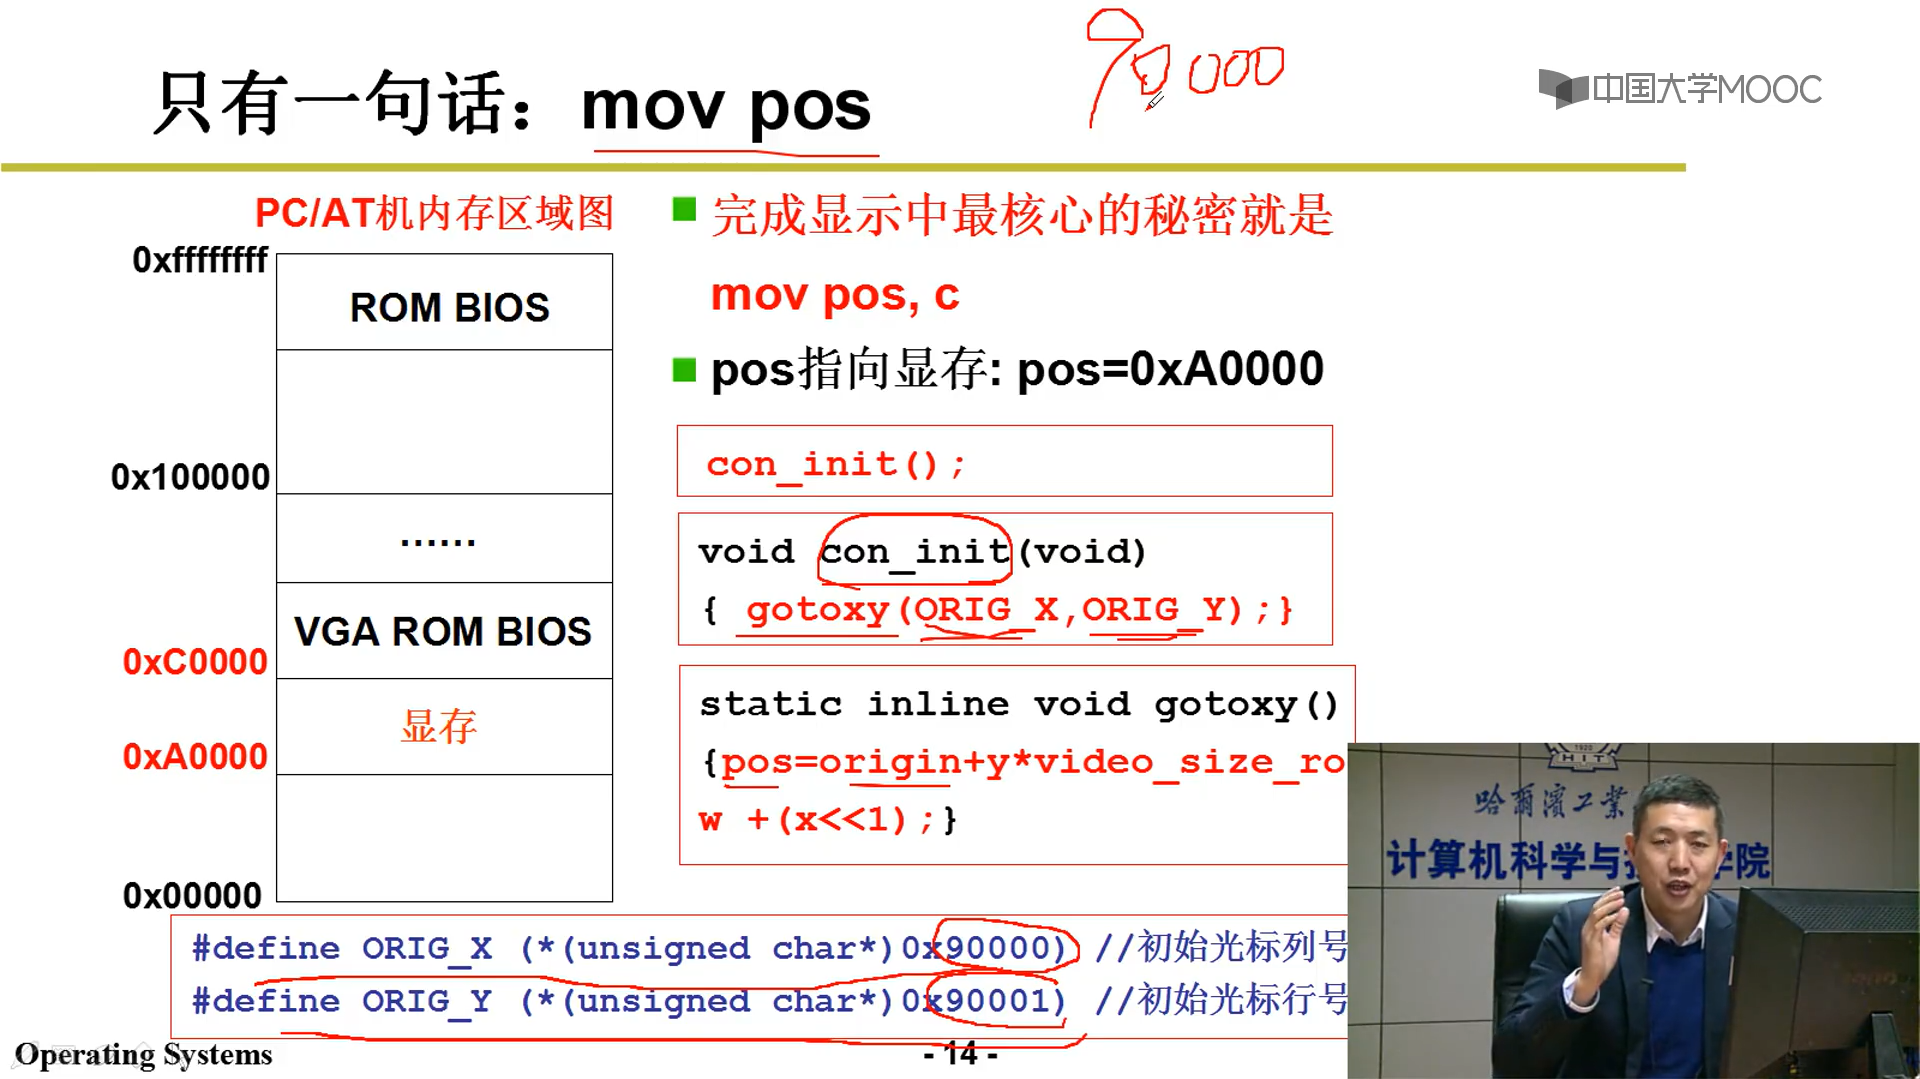 90000
只有一句话：mov pos
中国大学MOOC
PC/AT机内存区域图
0xffffffff
ROM BIOS
0x100000
……
VGA ROM BIOS
0xC0000
显存
0xA0000
0x00000
完成显示中最核心的秘密就是
mov pos, c
pos指向显存: pos=0xA0000
con_init();
void con_init(void)
{ gotoxy(ORIG_X,ORIG_Y);}
static inline void gotoxy()
{pos=origin+y*video_size_ro
w +(x<<1);}
#define ORIG_X (*(unsigned char*)0x90000) //初始光标列号
#define ORIG_Y (*(unsigned char*)0x90001) //初始光标行号
Operating Systems
- 14 -
1920
HIT
哈尔滨工业
计算机科学与
学院